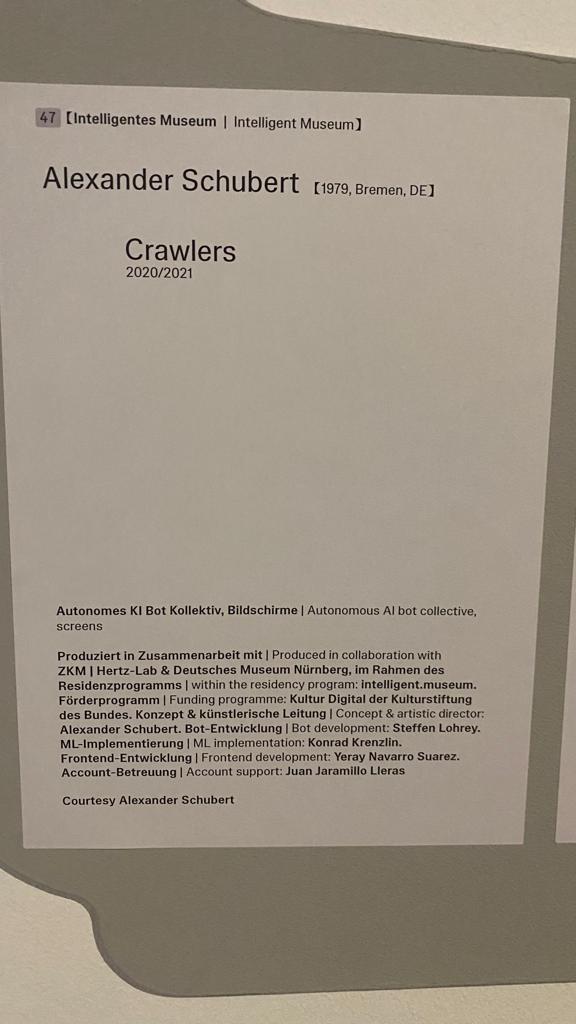 47 【Intelligentes Museum | Intelligent Museum】
Alexander Schubert 【1979, Bremen, DE】
Crawlers
2020/2021
Autonomes KI Bot Kollektiv, Bildschirme | Autonomous AI bot collective,
screens
Produziert in Zusammenarbeit mit | Produced in collaboration with
ZKM | Hertz-Lab & Deutsches Museum Nürnberg, im Rahmen des
Residenzprogramms | within the residency program: intelligent.museum.
Förderprogramm | Funding programme: Kultur Digital der Kulturstiftung
des Bundes. Konzept & künstlerische Leitung | Concept & artistic director:
Alexander Schubert. Bot-Entwicklung | Bot development: Steffen Lohrey.
ML-Implementierung | ML implementation: Konrad Krenzlin.
Frontend-Entwicklung | Frontend development: Yeray Navarro Suarez.
Account-Betreuung | Account support: Juan Jaramillo Lleras
Courtesy Alexander Schubert